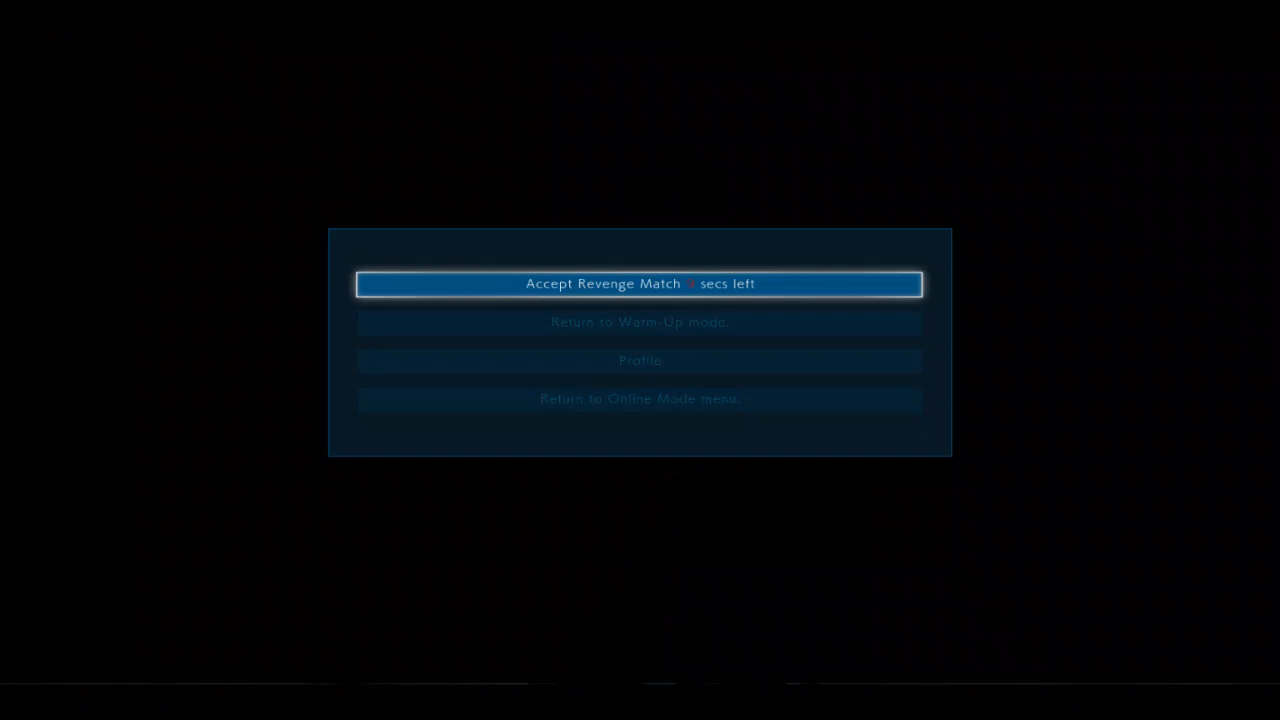 Accept Revenge Match secs left
Return to Warm-Up mode.
Profile
Return to Online Mode menu.